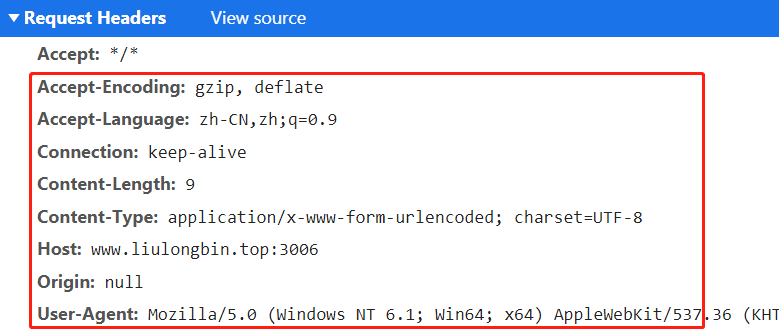 Request Headers View source
Accept: */*
Accept-Encoding: gzip, deflate
Accept-Language: zh-CN,zh;q=0.9
Connection: keep-alive
Content-Length: 9
Content-Type: application/x-www-form-urlencoded; charset=UTF-8
Host: www.liulongbin.top:3006
Origin: null
User-Agent: Mozilla/5.0 (Windows NT 6.1; Win64; x64) AppleWebKit/537.36 (KHT